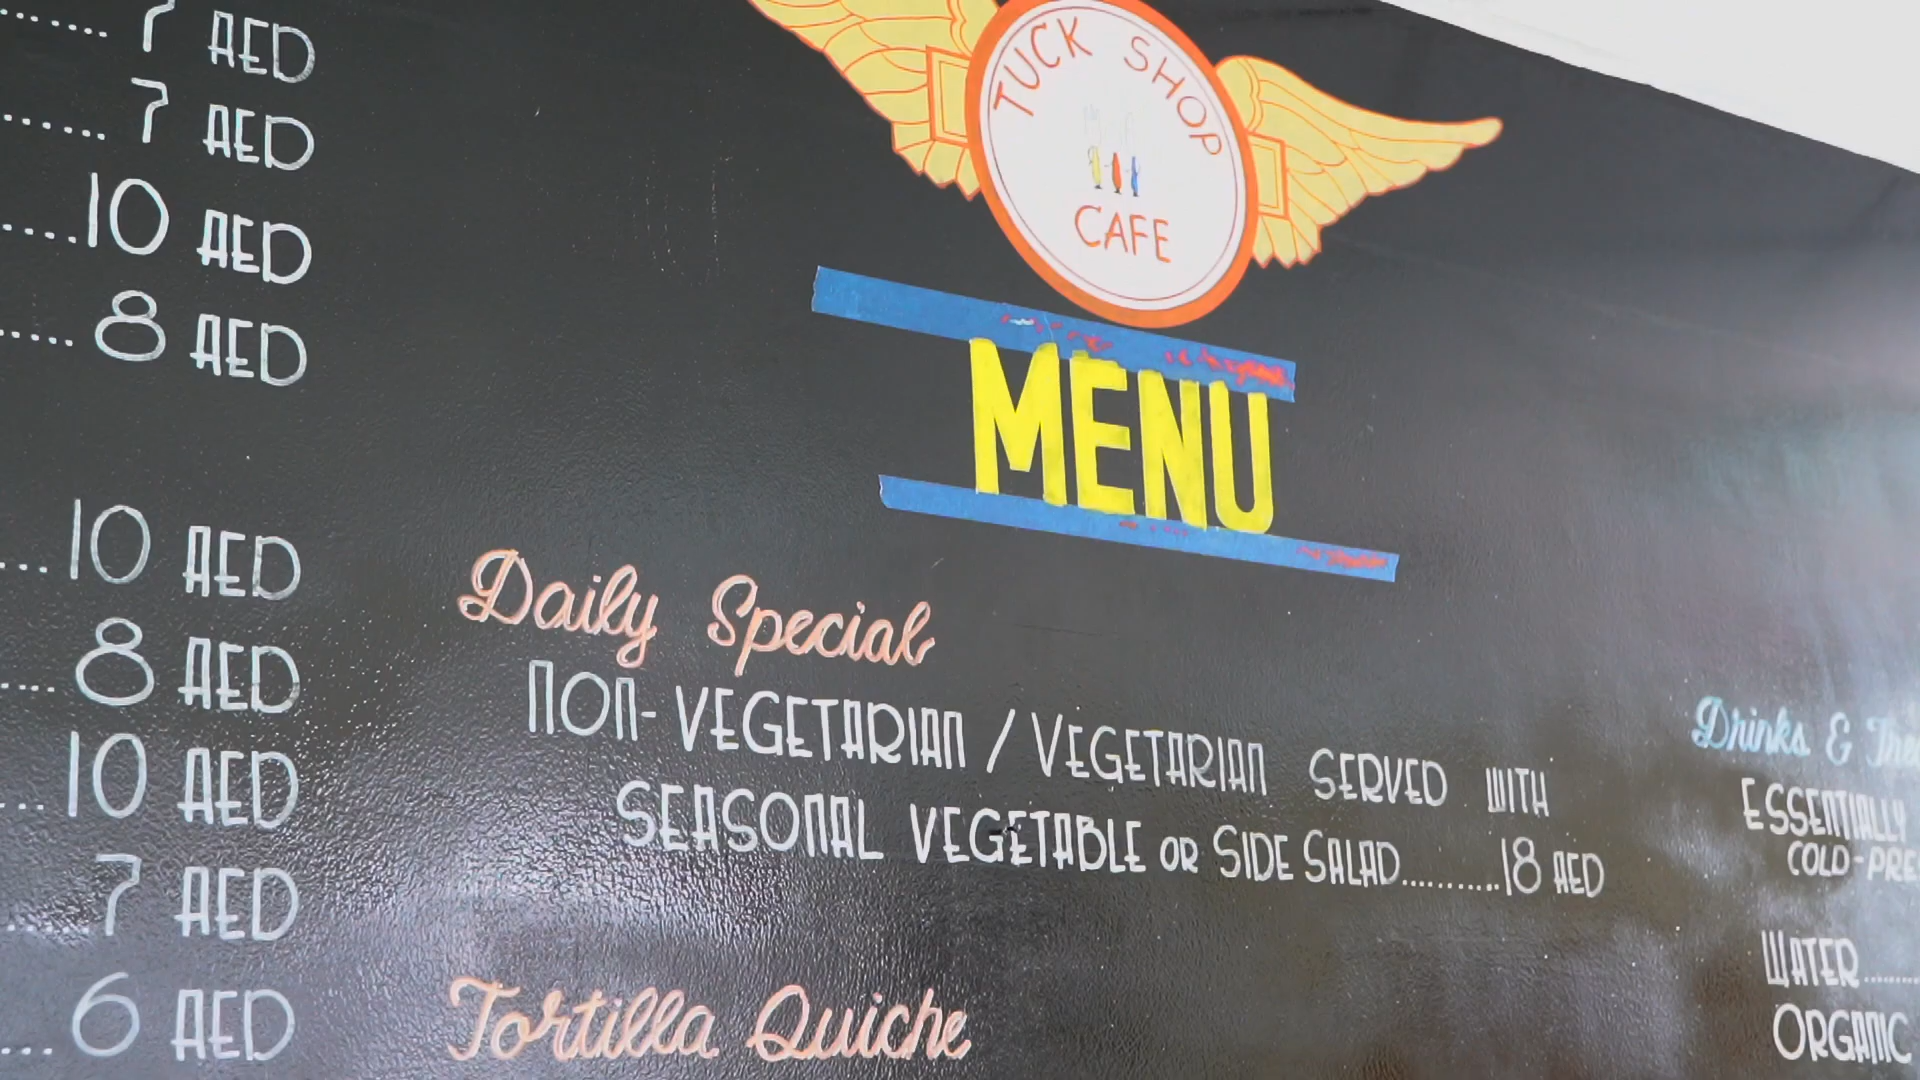 7 AED
7 AED
10 AED
8 AED
10 AED
8 AED
10 AED
7 AED
6 AED
TUCK SHOP
CAFE
MENU
Daily Special
NON-VEGETARIAN / VEGETARIAN SERVED WITH
SEASONAL VEGETABLE OR SIDE SALAD..........18 AED
Tortilla Quiche
Drinks &
ESSENTIALLY
COLD-PRE
WATER
ORGANIC